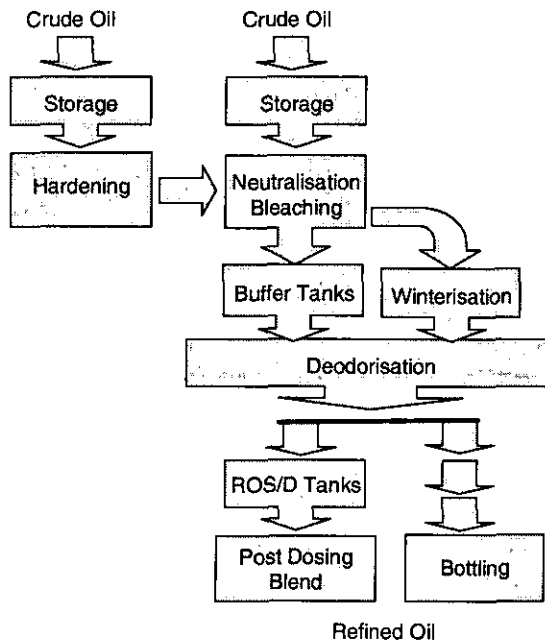 Crude Oil
Crude Oil
Storage
Storage
Hardening
Neutralisation
Bleaching
Buffer Tanks
Winterisation
Deodorisation
ROS/D Tanks
Post Dosing
Blend
Bottling
Refined Oil